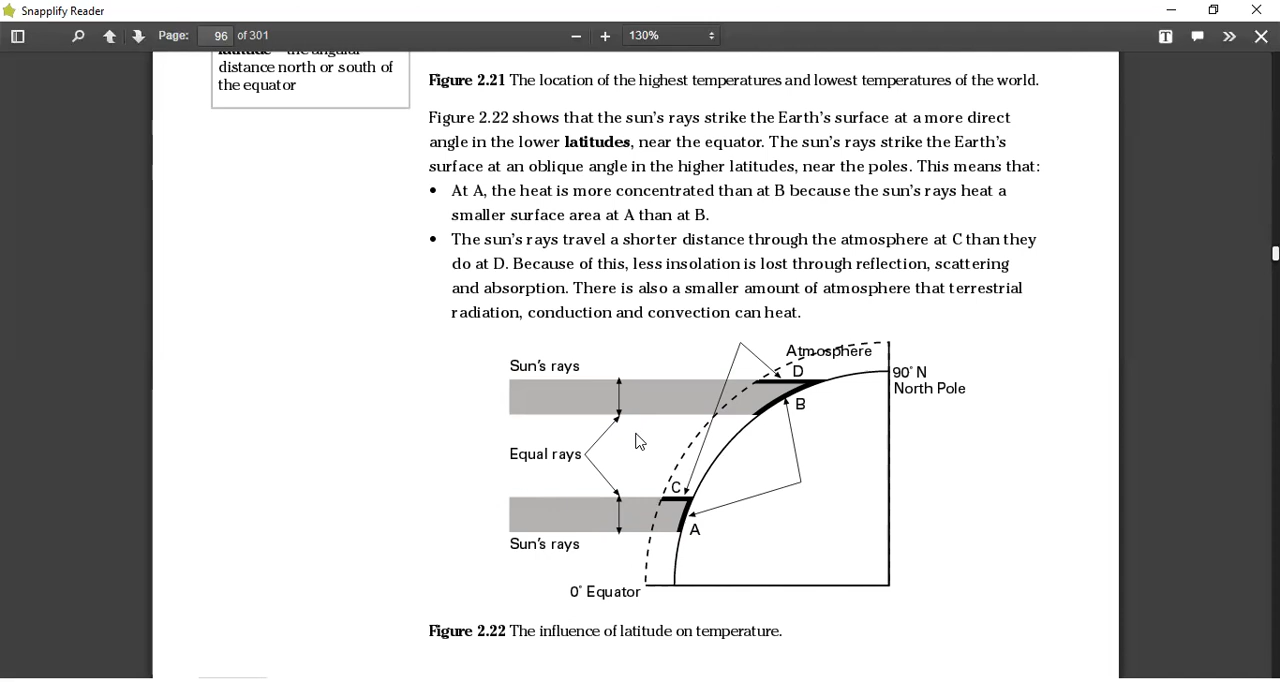 Snapplify Reader
Page: 96 of 301
130%
latitude – the angular
distance north or south of
the equator
Figure 2.21 The location of the highest temperatures and lowest temperatures of the world.
Figure 2.22 shows that the sun's rays strike the Earth's surface at a more direct
angle in the lower latitudes, near the equator. The sun's rays strike the Earth's
surface at an oblique angle in the higher latitudes, near the poles. This means that:
• At A, the heat is more concentrated than at B because the sun's rays heat a
smaller surface area at A than at B.
• The sun's rays travel a shorter distance through the atmosphere at C than they
do at D. Because of this, less insolation is lost through reflection, scattering
and absorption. There is also a smaller amount of atmosphere that terrestrial
radiation, conduction and convection can heat.
Atmosphere
Sun's rays
D
90° N
North Pole
B
Equal rays
C
A
Sun's rays
0° Equator
Figure 2.22 The influence of latitude on temperature.